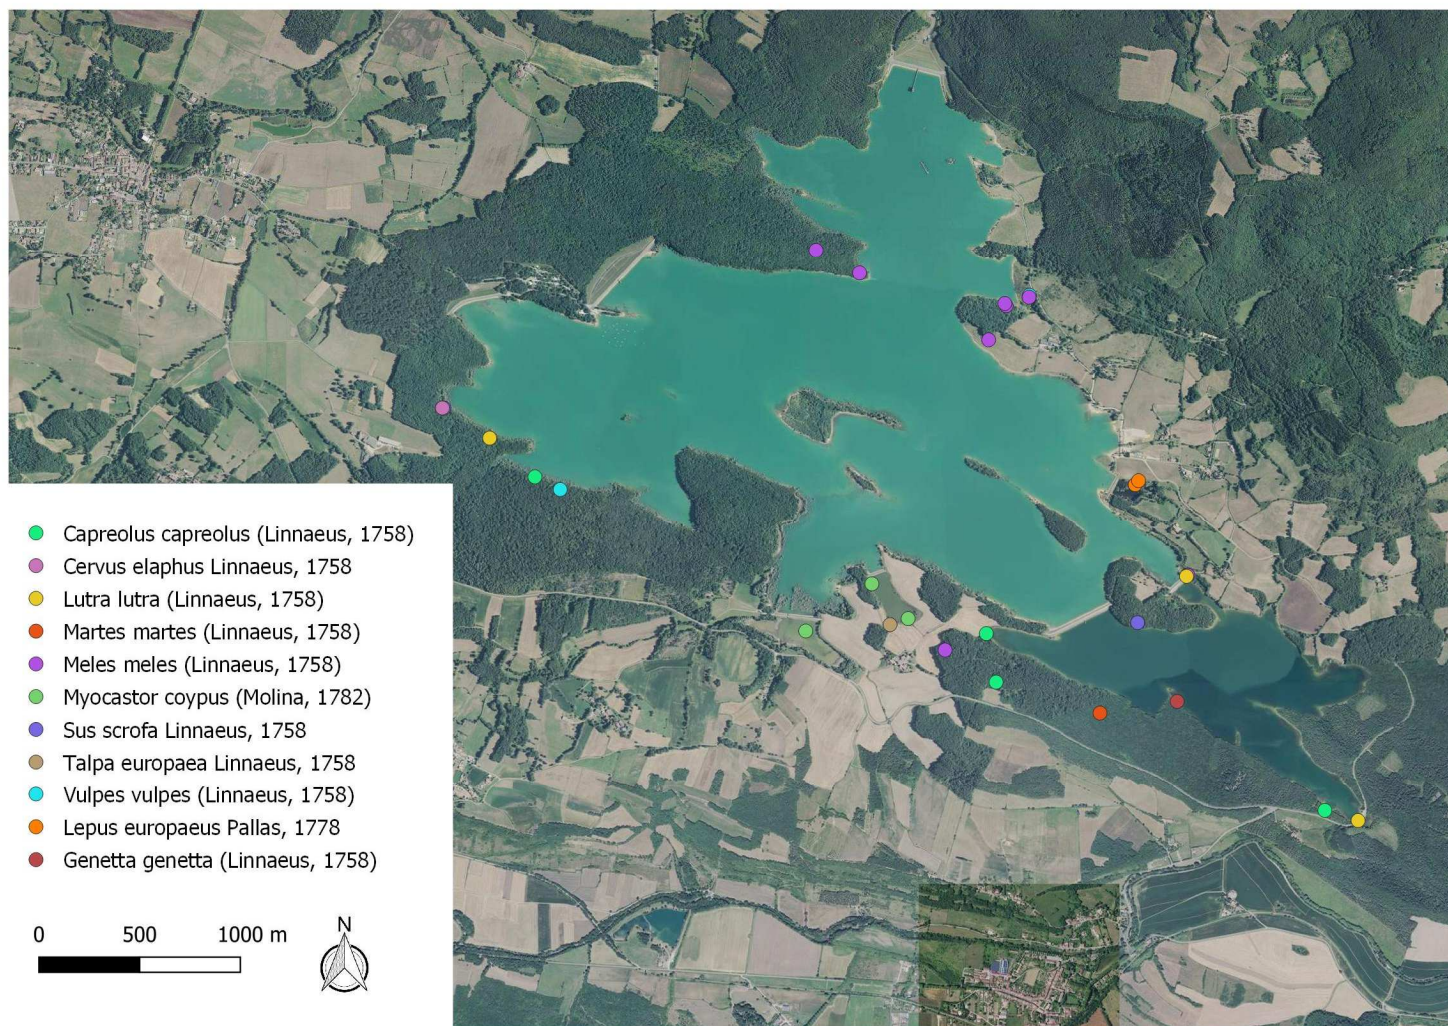 Capreolus capreolus (Linnaeus, 1758)
Cervus elaphus Linnaeus, 1758
Lutra lutra (Linnaeus, 1758)
Martes martes (Linnaeus, 1758)
Meles meles (Linnaeus, 1758)
Myocastor coypus (Molina, 1782)
Sus scrofa Linnaeus, 1758
Talpa europaea Linnaeus, 1758
Vulpes vulpes (Linnaeus, 1758)
Lepus europaeus Pallas, 1778
Genetta genetta (Linnaeus, 1758)
0 500 1000 m
N